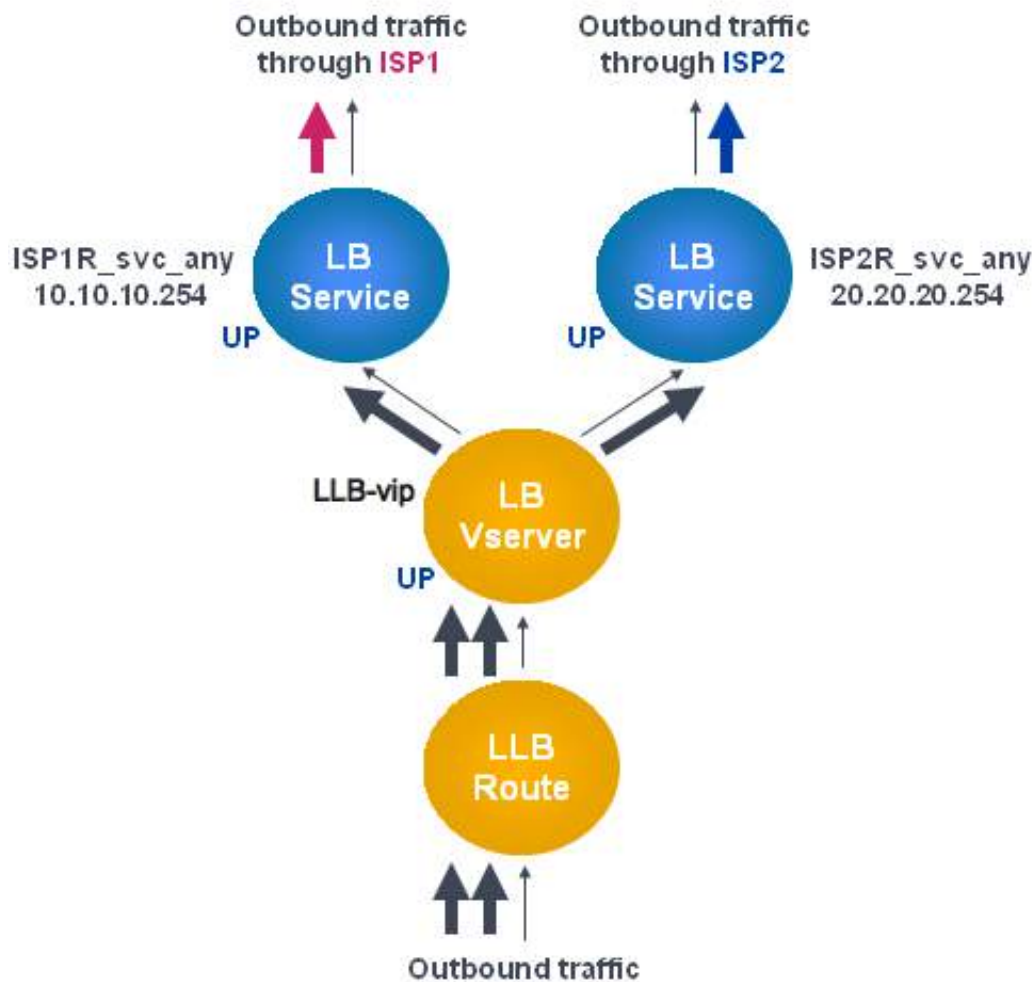 Outbound traffic
through ISP1
Outbound traffic
through ISP2
ISP1R_svc_any
10.10.10.254
LB
Service
UP
LB
Service
UP
ISP2R_svc_any
20.20.20.254
LLB-vip
LB
Vserver
UP
LLB
Route
Outbound traffic